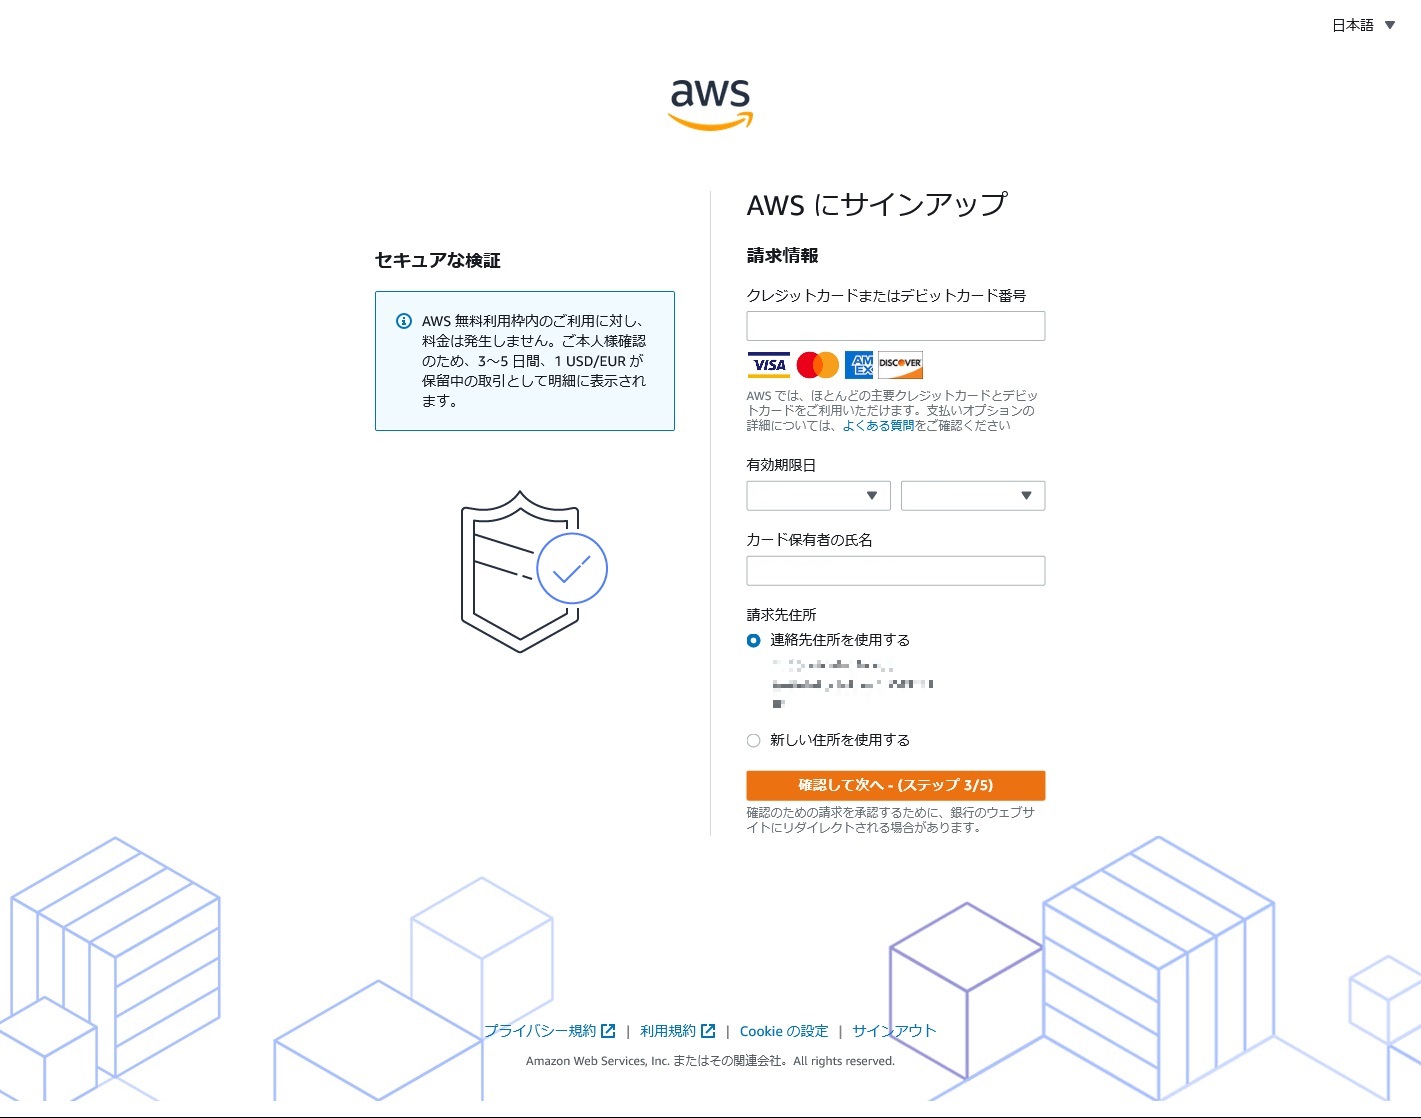 日本語
aws
AWS にサインアップ
セキュアな検証
AWS 無料利用枠内のご利用に対し、
料金は発生しません。ご本人様確認
のため、3～5 日間、1 USD/EUR が
保留中の取引として明細に表示され
ます。
請求情報
クレジットカードまたはデビットカード番号
VISA
AM
EX
DISCOVER
AWS では、ほとんどの主要クレジットカードとデビッ
トカードをご利用いただけます。支払いオプションの
詳細については、よくある質問をご確認ください
有効期限日
カード保有者の氏名
請求先住所
連絡先住所を使用する
新しい住所を使用する
確認して次へ - (ステップ 3/5)
確認のための請求を承認するために、銀行のウェブサ
イトにリダイレクトされる場合があります。
プライバシー規約 | 利用規約 | Cookie の設定 | サインアウト
Amazon Web Services, Inc. またはその関連会社。All rights reserved.